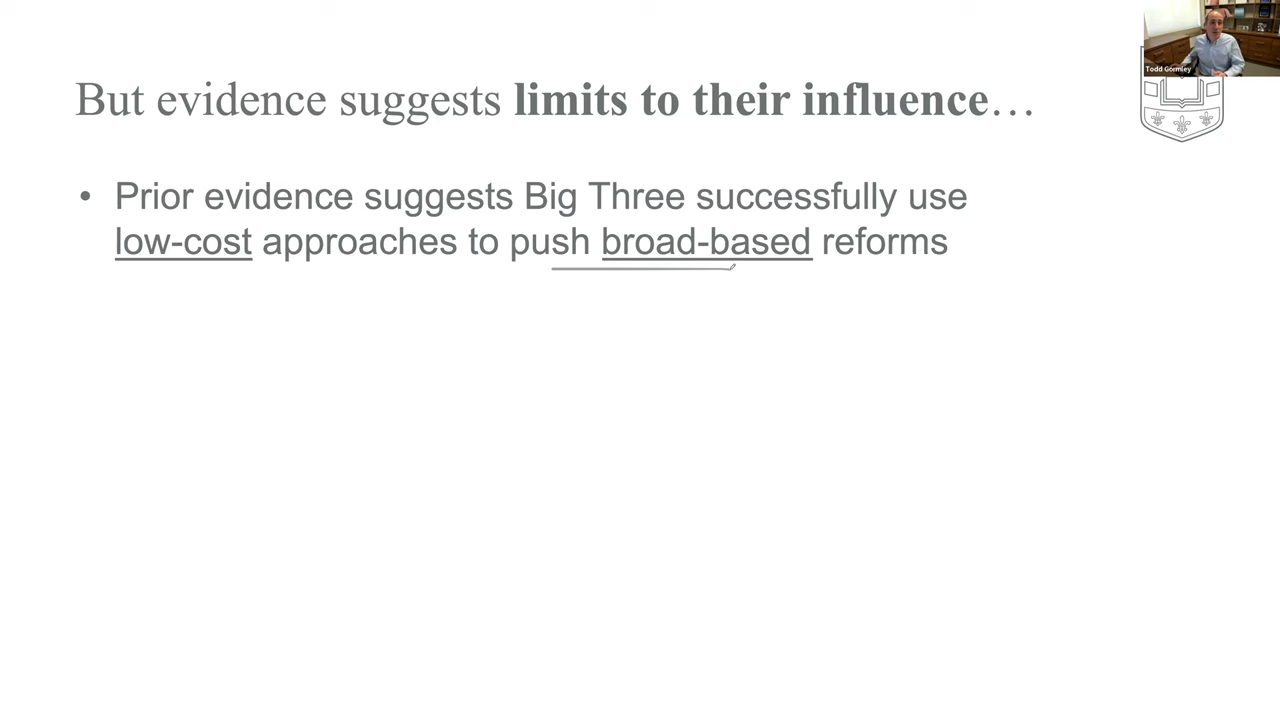 Todd Gormley
But evidence suggests limits to their influence…
• Prior evidence suggests Big Three successfully use
low-cost approaches to push broad-based reforms